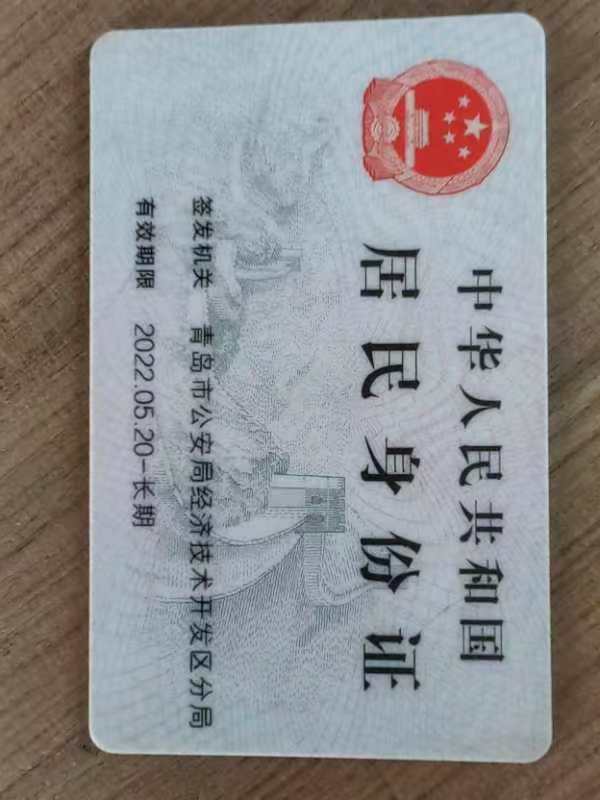 中华人民共和国
居民身份证
签发机关 青岛市公安局经济技术开发区分局
有效期限 2022.05.20-长期